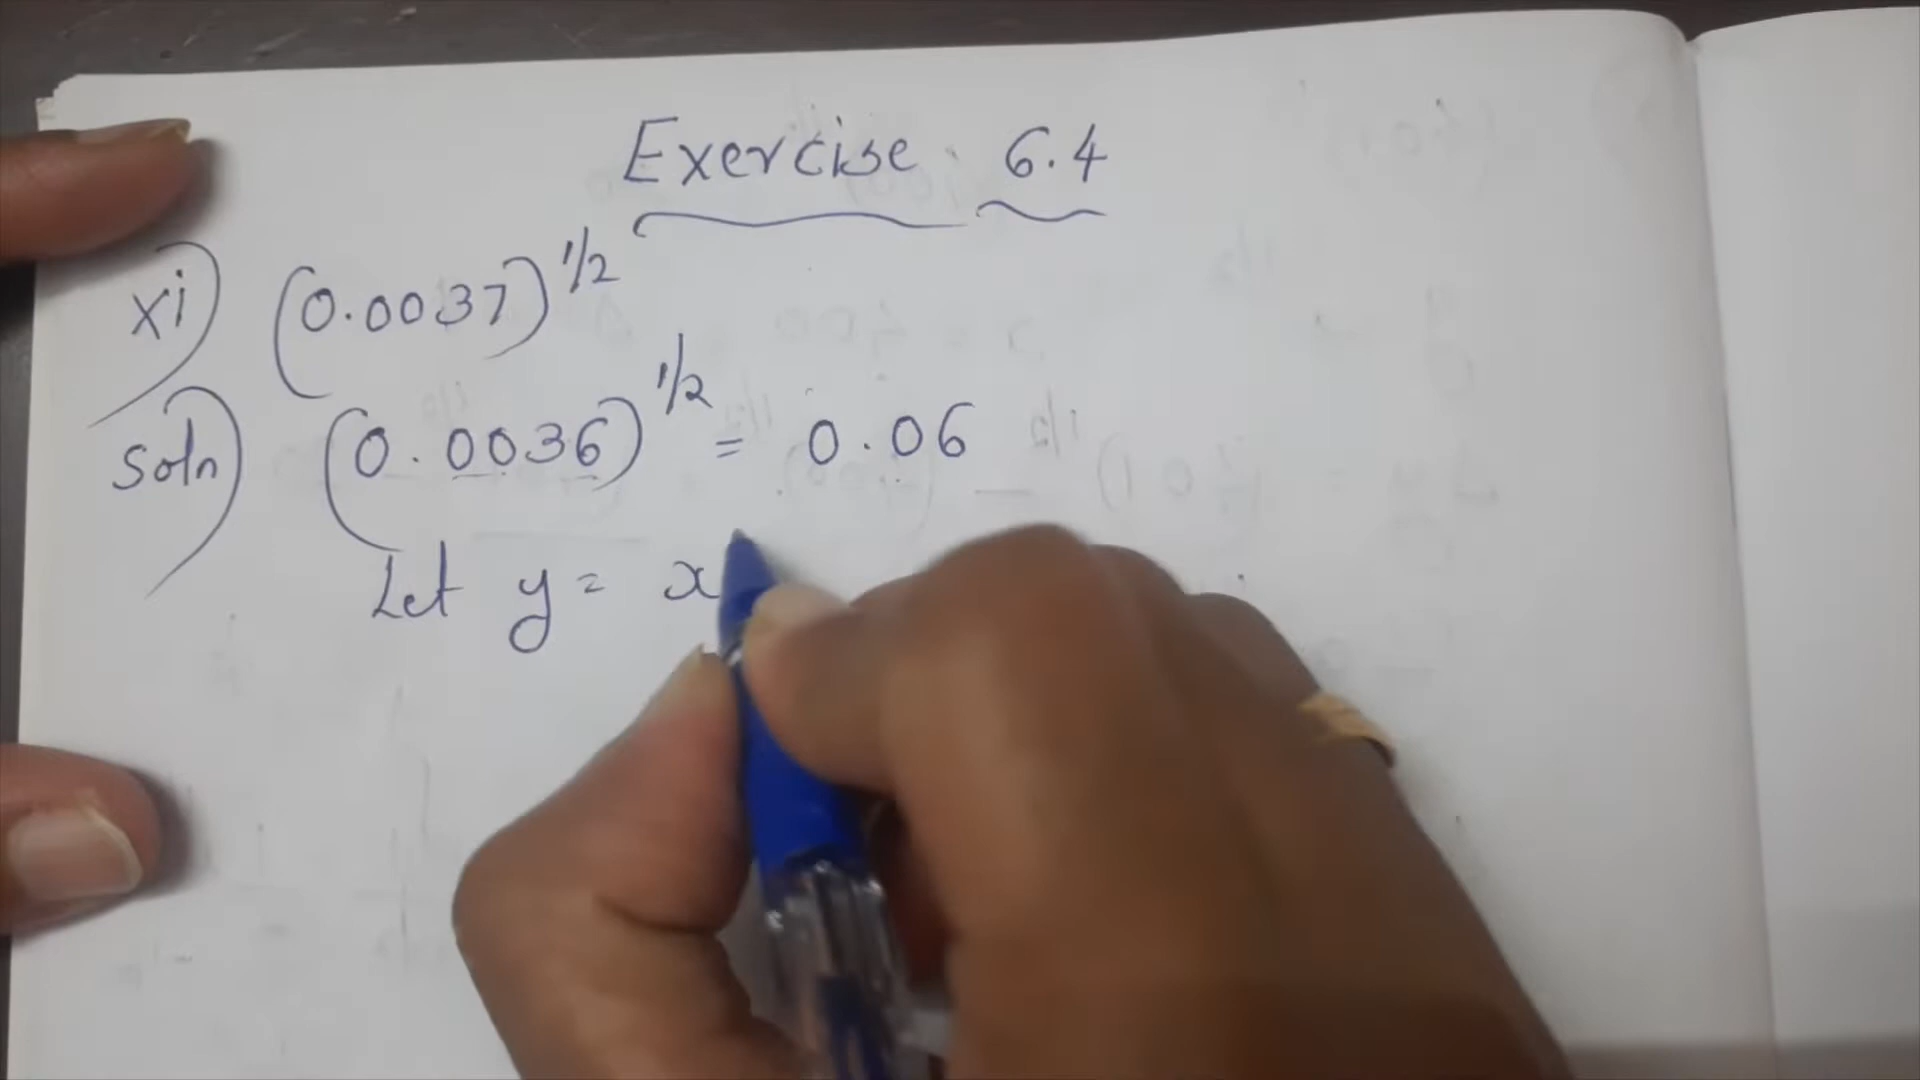 Exercise 6.4
xi) (0.0037)^1/2
Soln) (0.0036)^1/2 = 0.06
Let y = x